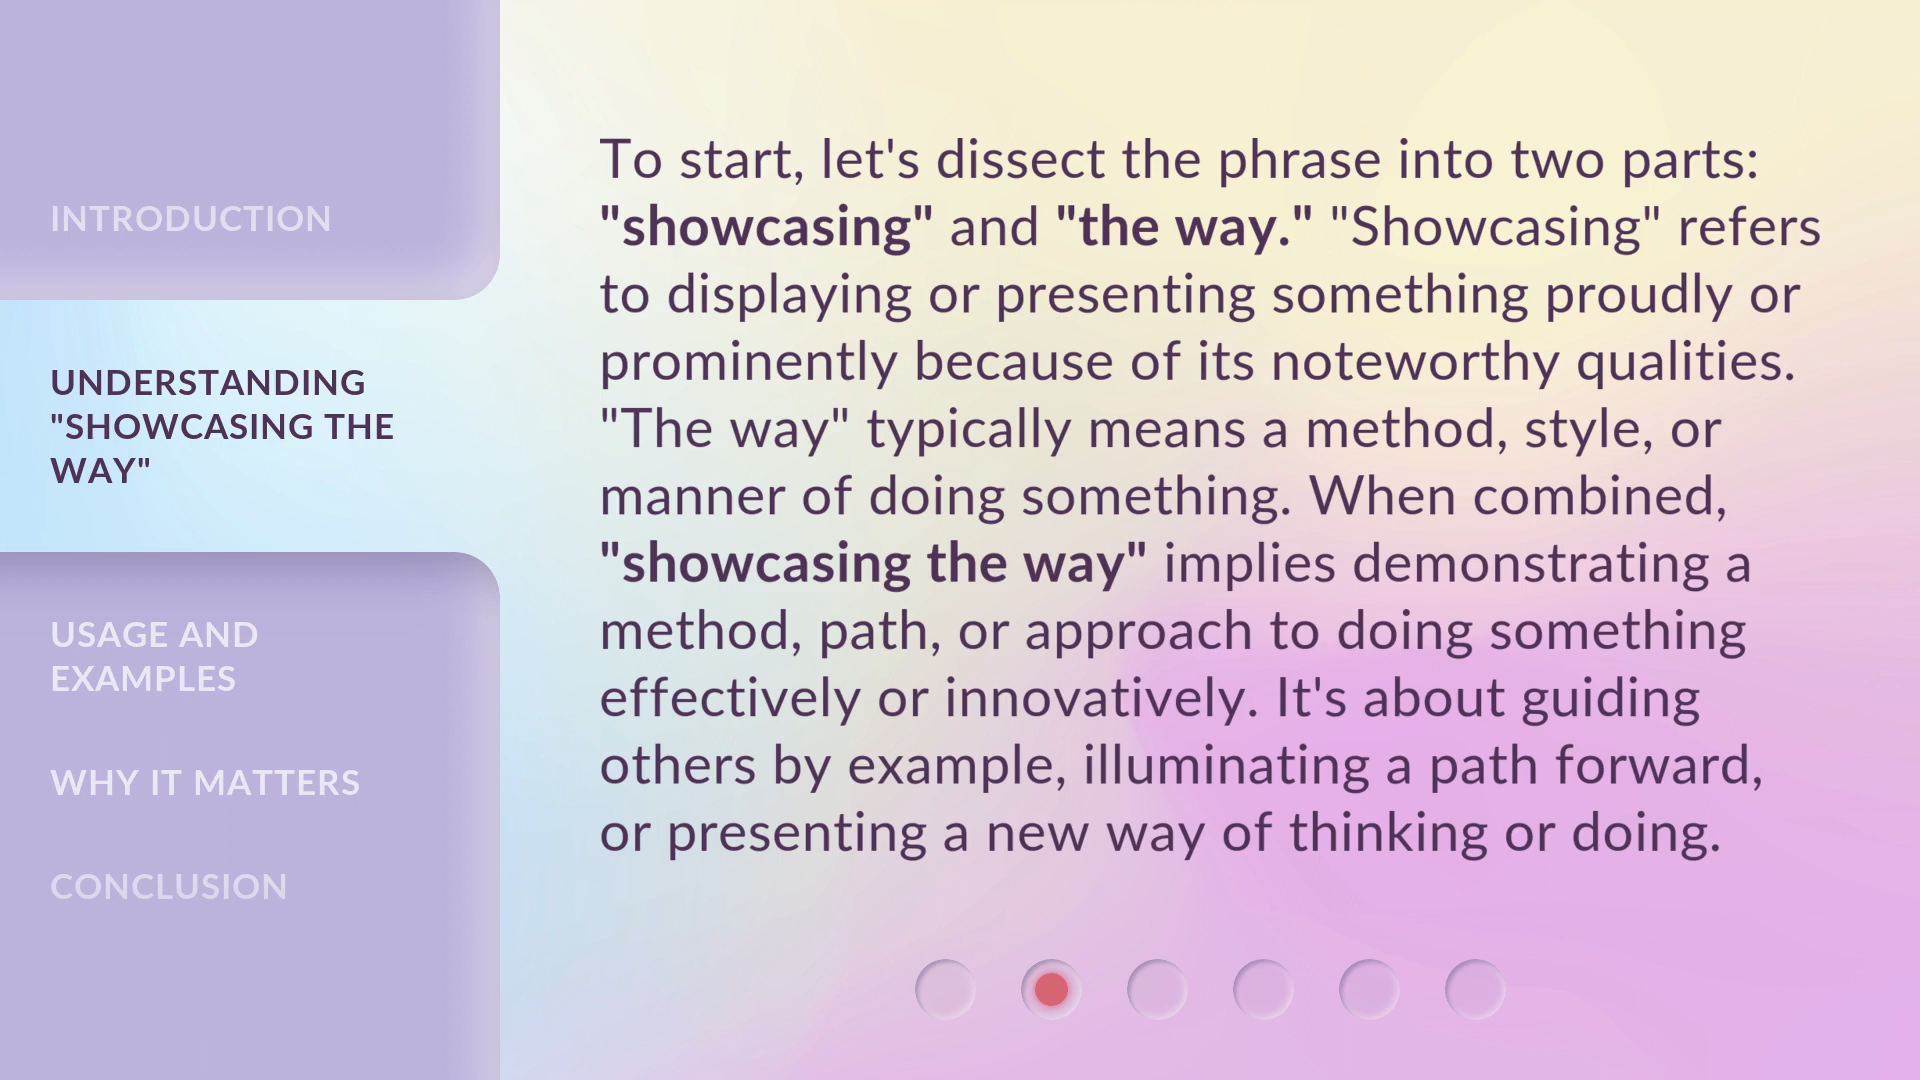 INTRODUCTION
UNDERSTANDING
"SHOWCASING THE
WAY"
USAGE AND
EXAMPLES
WHY IT MATTERS
CONCLUSION
To start, let's dissect the phrase into two parts:
"showcasing" and "the way." "Showcasing" refers
to displaying or presenting something proudly or
prominently because of its noteworthy qualities.
"The way" typically means a method, style, or
manner of doing something. When combined,
"showcasing the way" implies demonstrating a
method, path, or approach to doing something
effectively or innovatively. It's about guiding
others by example, illuminating a path forward,
or presenting a new way of thinking or doing.